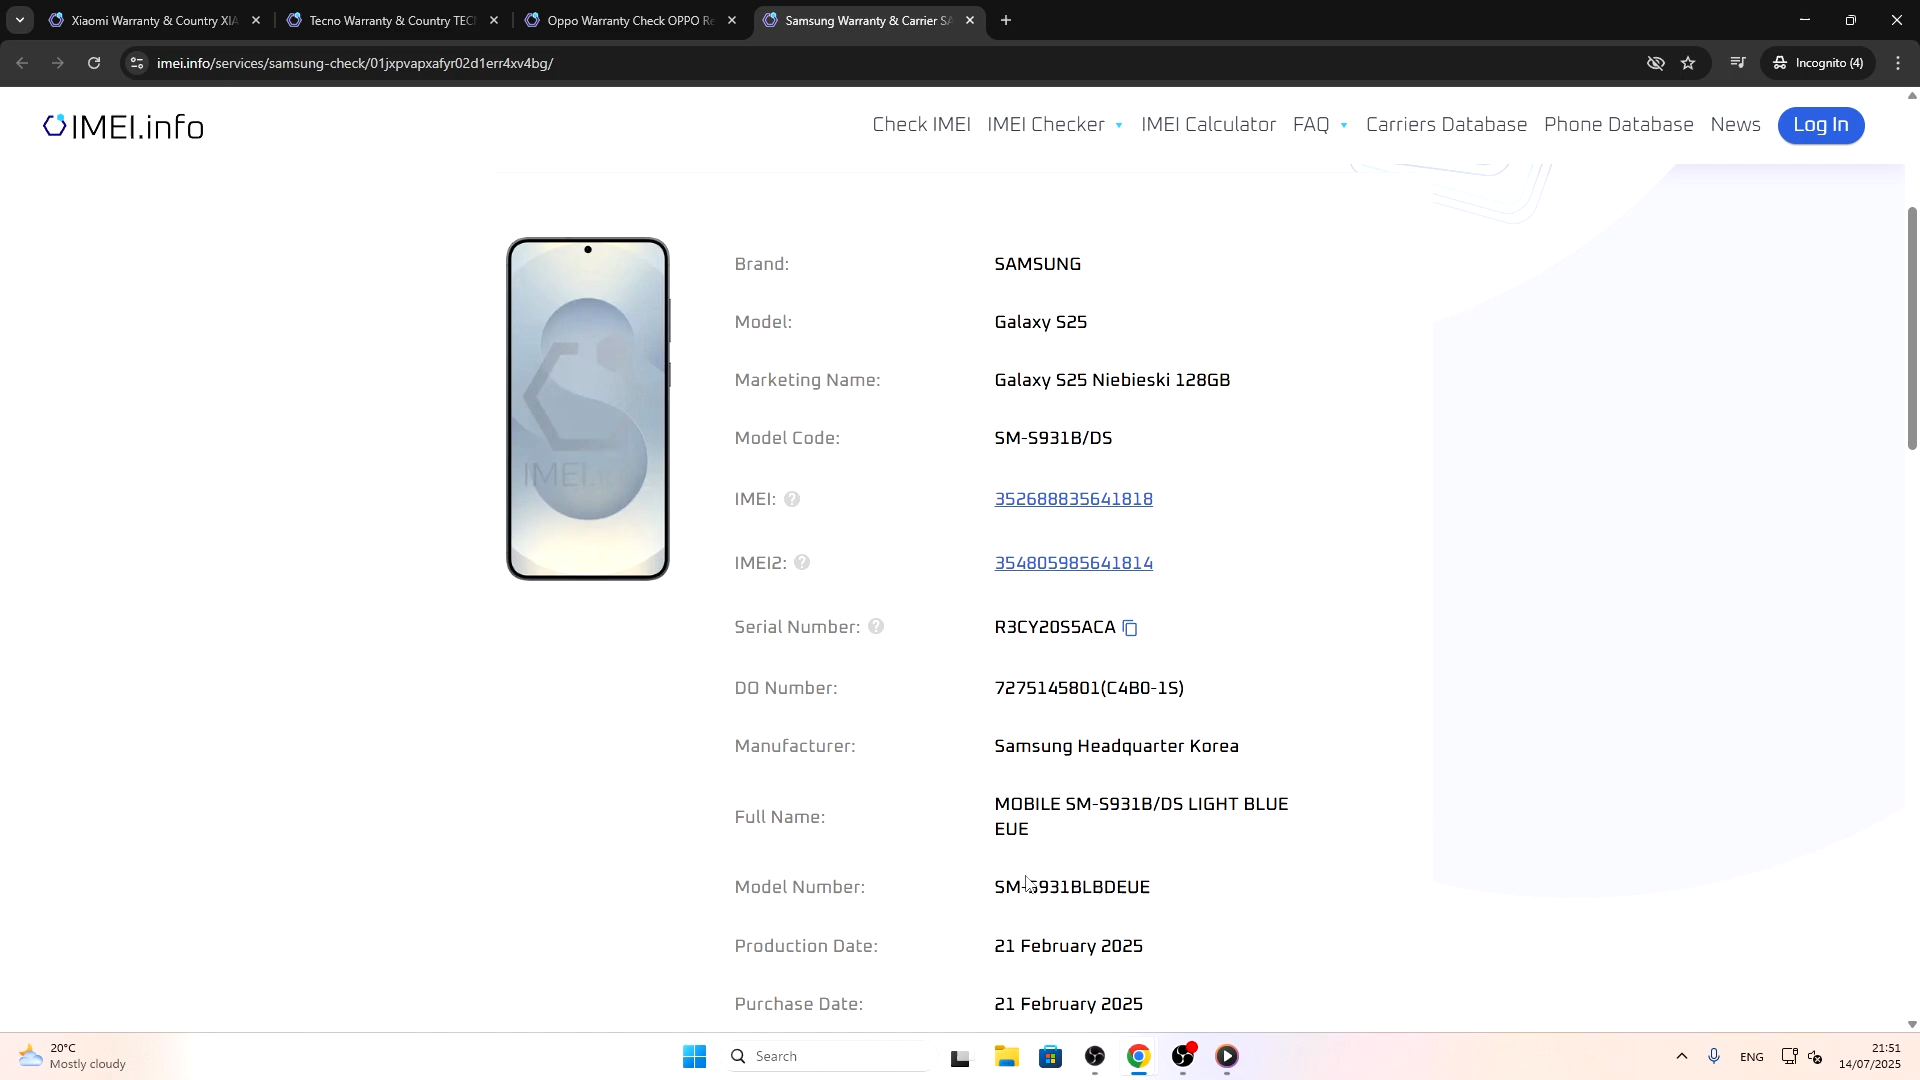 Xiaomi Warranty & Country XIA
Tecno Warranty & Country TEC
Oppo Warranty Check OPPO Re
Samsung Warranty & Carrier SA
imei.info/services/samsung-check/01jxpvapxafyr02d1err4xv4bg/
Incognito (4)
IMEI.info
Check IMEI IMEI Checker IMEI Calculator FAQ Carriers Database Phone Database News Log In
Brand: SAMSUNG
Model: Galaxy S25
Marketing Name: Galaxy S25 Niebieski 128GB
Model Code: SM-S931B/DS
IMEI: ? 352688835641818
IMEI2: ? 354805985641814
Serial Number: ? R3CY20S5ACA
DO Number: 7275145801(C4B0-1S)
Manufacturer: Samsung Headquarter Korea
Full Name: MOBILE SM-S931B/DS LIGHT BLUE
EUE
Model Number: SM-S931BLBDEUE
Production Date: 21 February 2025
Purchase Date: 21 February 2025
20°C
Mostly cloudy
Search
ENG
21:51
14/07/2025